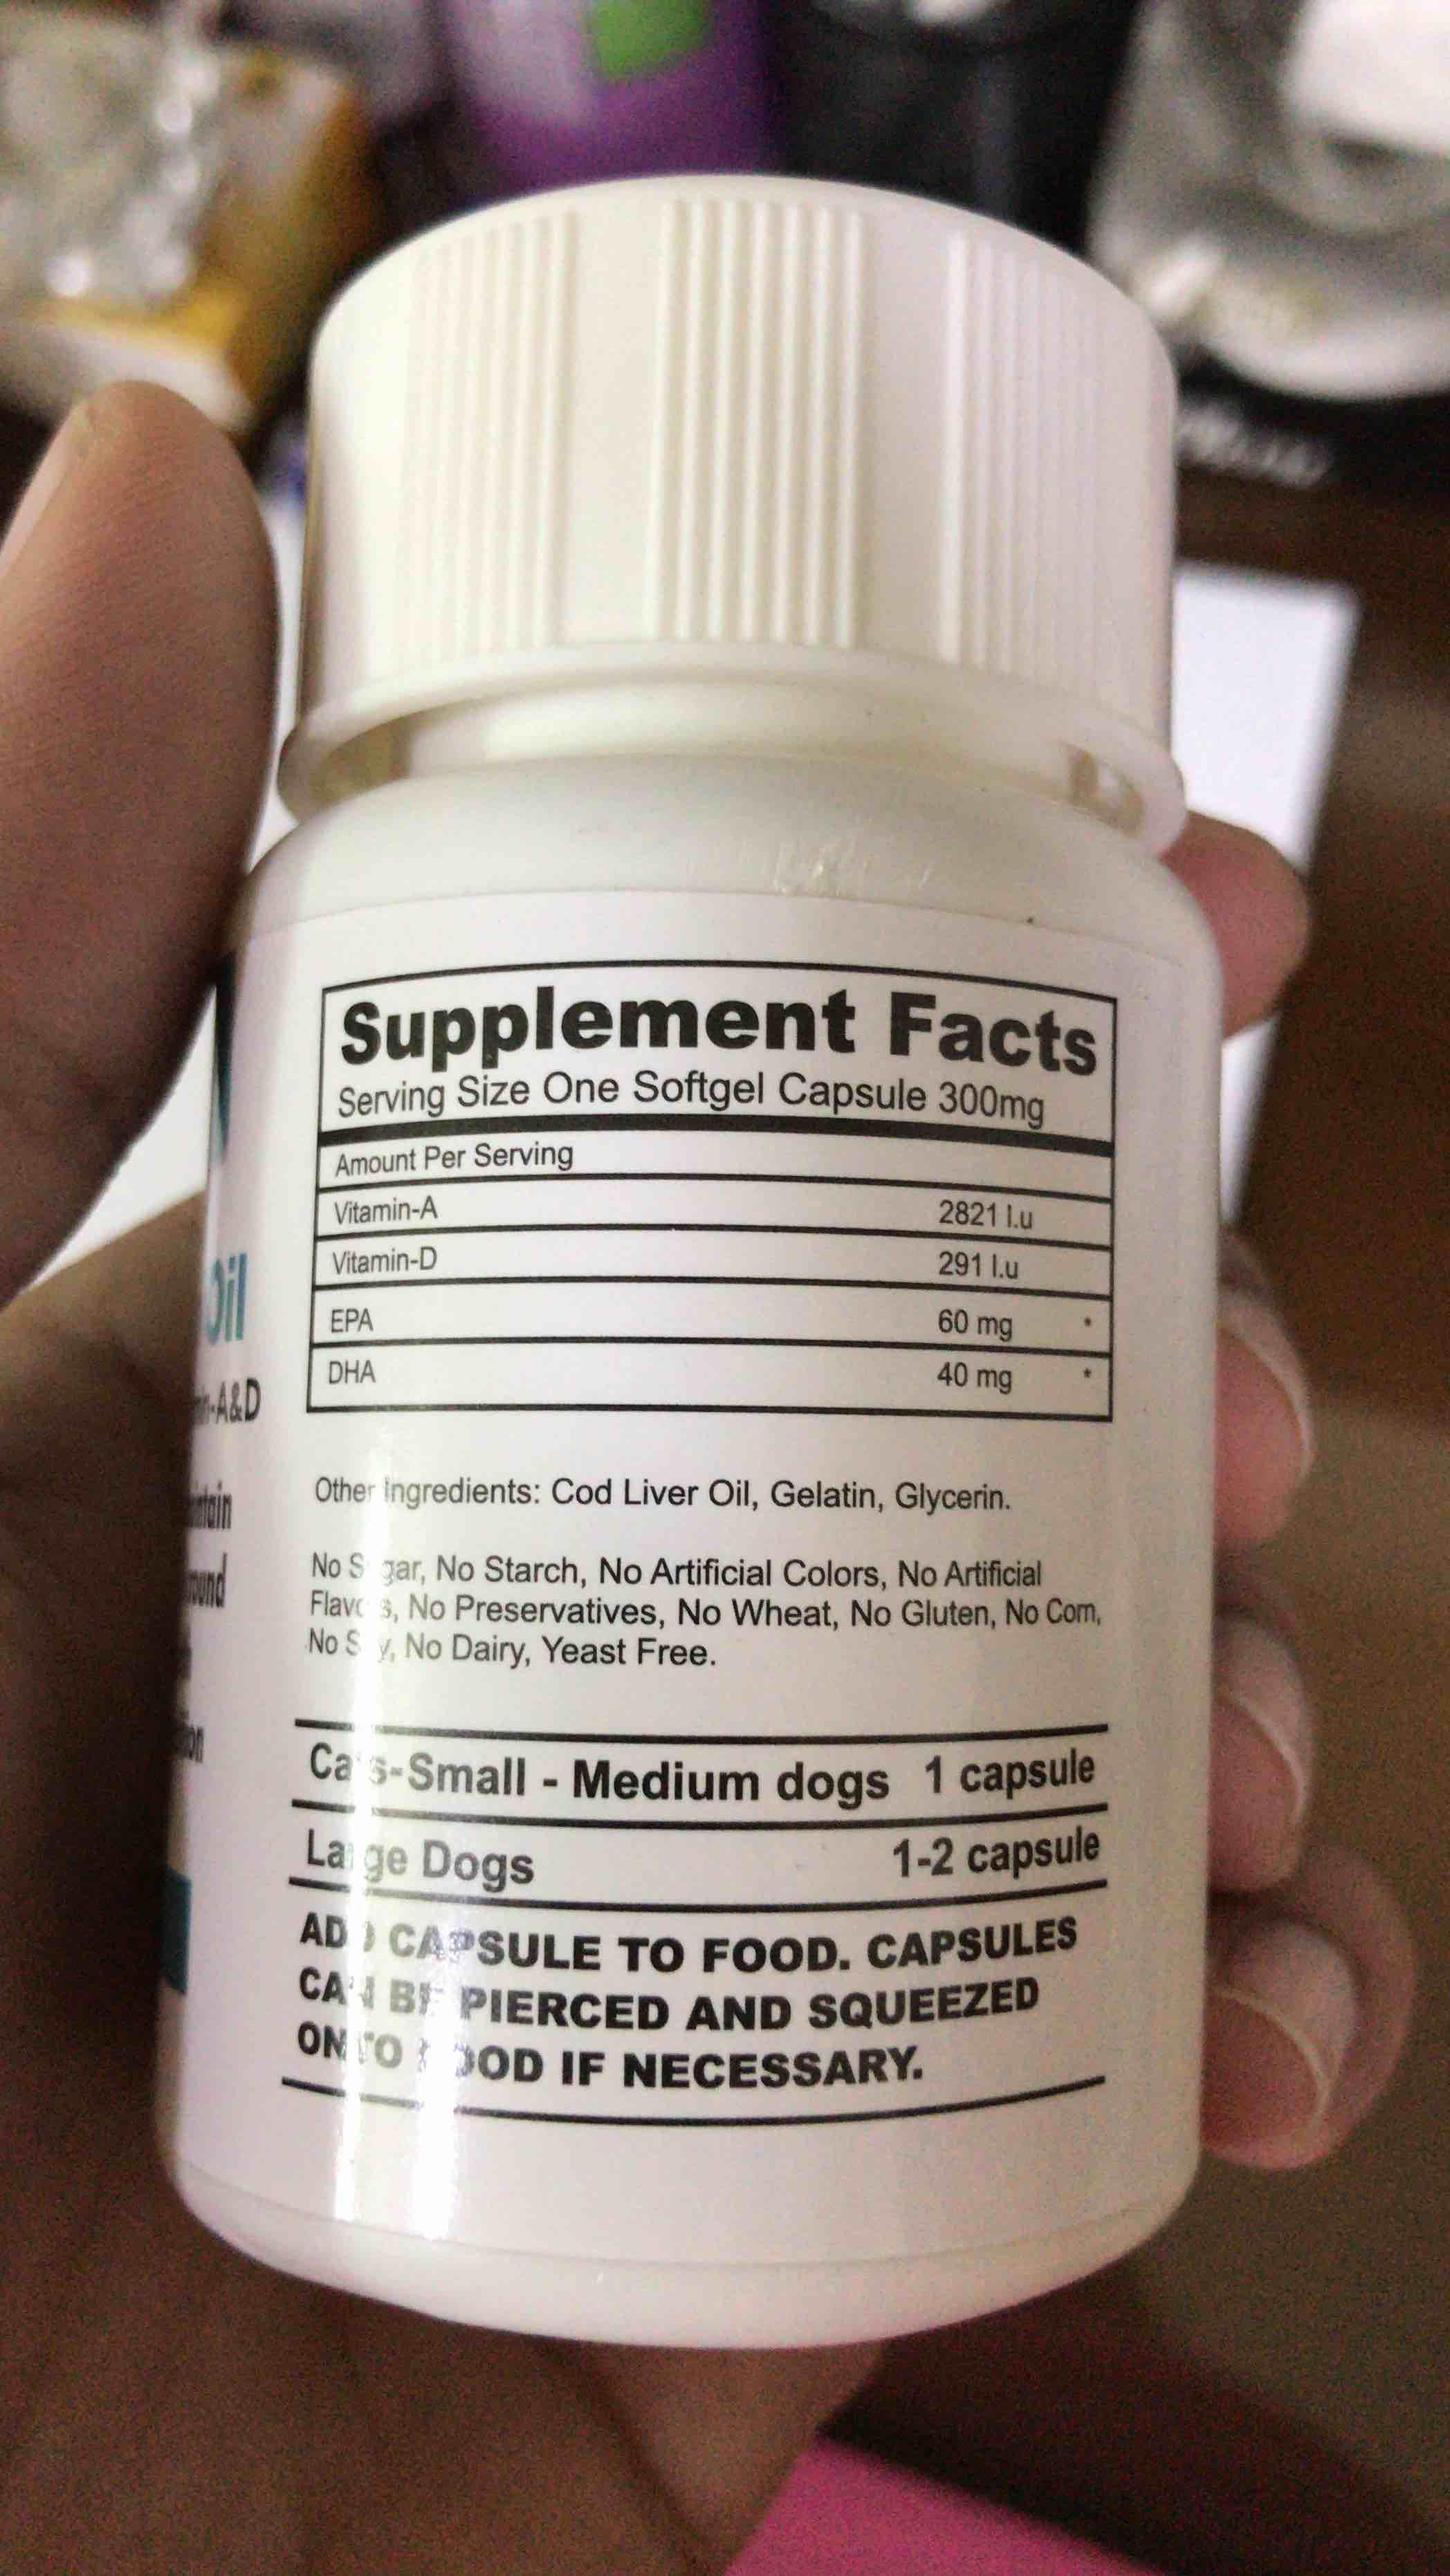 Supplement Facts
Serving Size One Softgel Capsule 300mg
Amount Per Serving
Vitamin-A 2821 I.u
Vitamin-D 291 I.u
EPA 60 mg *
DHA 40 mg *
Other Ingredients: Cod Liver Oil, Gelatin, Glycerin.
No Sugar, No Starch, No Artificial Colors, No Artificial
Flavors, No Preservatives, No Wheat, No Gluten, No Corn,
No Soy, No Dairy, Yeast Free.
Cats-Small - Medium dogs 1 capsule
Large Dogs 1-2 capsule
ADD CAPSULE TO FOOD. CAPSULES
CAN BE PIERCED AND SQUEEZED
ONTO FOOD IF NECESSARY.
Oil
A&D